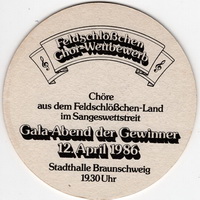 Feldschlößchen
Chor-Wettbewerb
Chöre
aus dem Feldschlößchen-Land
im Sangeswettstreit
Gala-Abend der Gewinner
12. April 1986
Stadthalle Braunschweig
19.30 Uhr